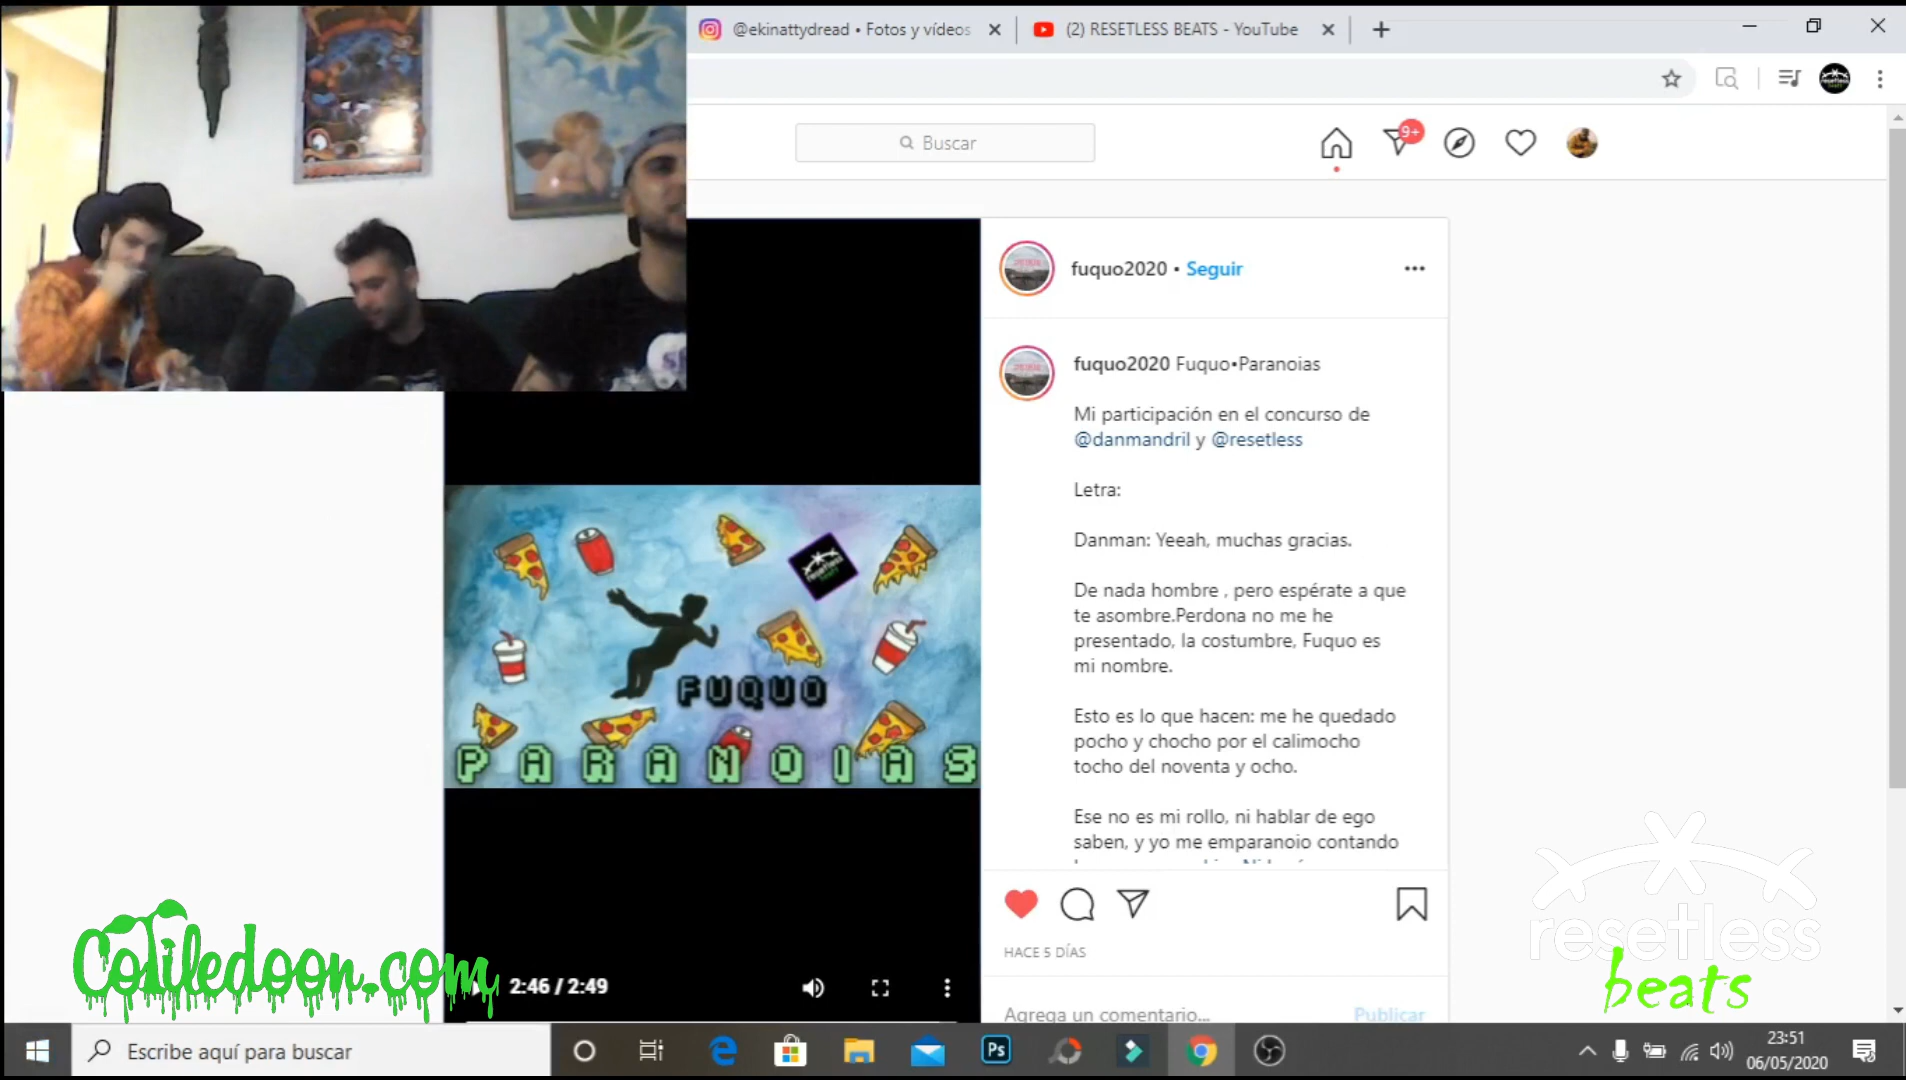 @ekinattydread • Fotos y vídeos
(2) RESETLESS BEATS - YouTube
Buscar
9+
fuquo2020 • Seguir
fuquo2020 Fuquo•Paranoias
Mi participación en el concurso de
@danmandril y @resetless
Letra:
Danman: Yeeah, muchas gracias.
De nada hombre , pero espérate a que
te asombre.Perdona no me he
presentado, la costumbre, Fuquo es
mi nombre.
Esto es lo que hacen: me he quedado
pocho y chocho por el calimocho
tocho del noventa y ocho.
Ese no es mi rollo, ni hablar de ego
saben, y yo me emparanoio contando
resetless
beats
FUQUO
PARANOIAS
HACE 5 DÍAS
Agrega un comentario...
Publicar
2:46 / 2:49
Cotiledoon.com
resetless
beats
Escribe aquí para buscar
Ps
23:51
06/05/2020